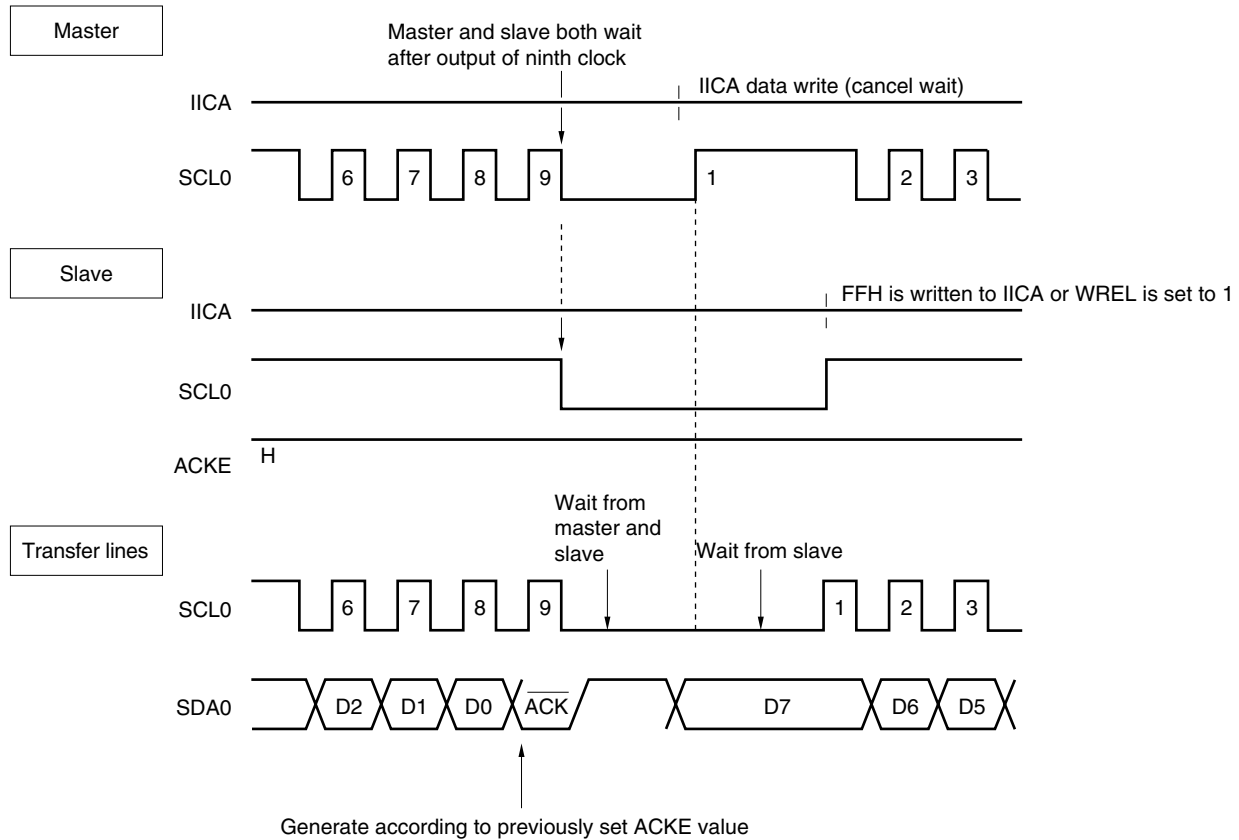 Master
Master and slave both wait
after output of ninth clock
IICA data write (cancel wait)
IICA
SCL0
6 7 8 9 1 2 3
Slave
FFH is written to IICA or WREL is set to 1
IICA
SCL0
H
ACKE
Wait from
master and
slave
Wait from slave
Transfer lines
SCL0
6 7 8 9 1 2 3
SDA0
D2 D1 D0 ACK D7 D6 D5
Generate according to previously set ACKE value